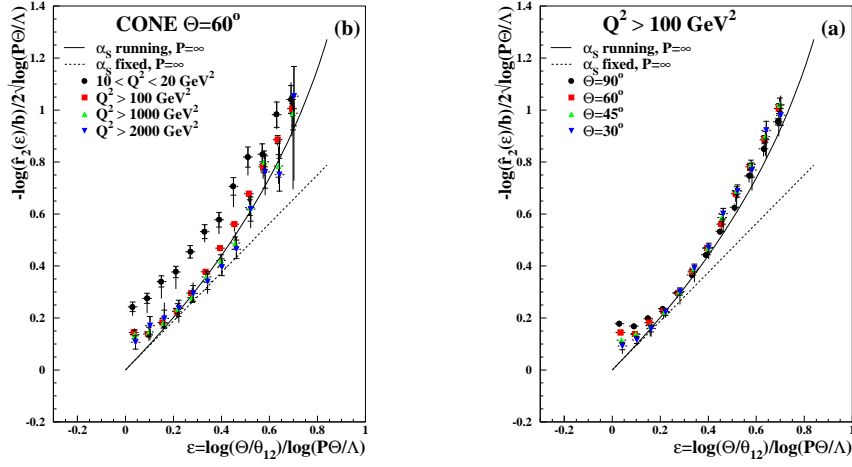 CONE Θ=60° (b)
α_S running, P=∞
α_S fixed, P=∞
10 < Q² < 20 GeV²
Q² > 100 GeV²
Q² > 1000 GeV²
Q² > 2000 GeV²
-log(r̂₂(ε)/b)/2√log(PΘ/Λ)
1.4
1.2
1
0.8
0.6
0.4
0.2
0
-0.2
-0.2 0 0.2 0.4 0.6 0.8 1
ε=log(Θ/θ₁₂)/log(PΘ/Λ)
Q² > 100 GeV² (a)
α_S running, P=∞
α_S fixed, P=∞
Θ=90°
Θ=60°
Θ=45°
Θ=30°
-log(r̂₂(ε)/b)/2√log(PΘ/Λ)
1.4
1.2
1
0.8
0.6
0.4
0.2
0
-0.2
-0.2 0 0.2 0.4 0.6 0.8 1
ε=log(Θ/θ₁₂)/log(PΘ/Λ)